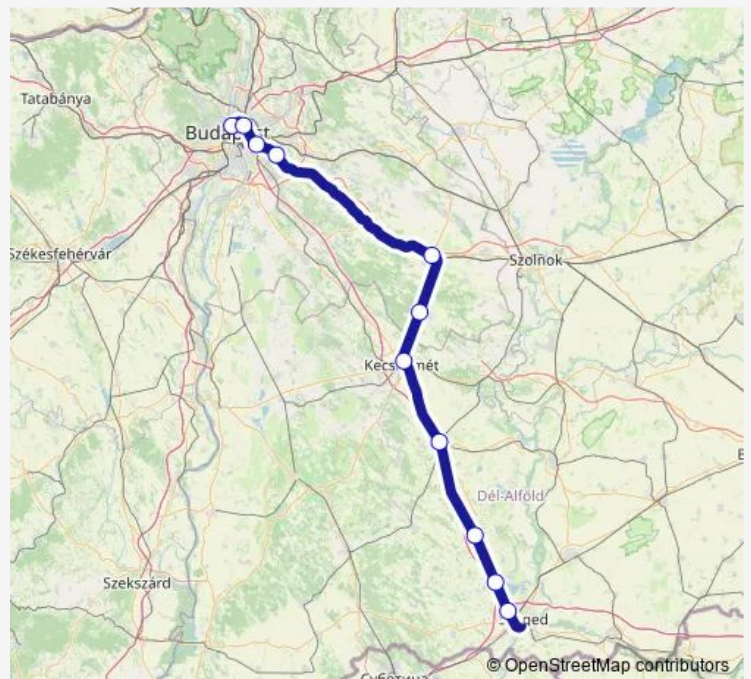 Tatabánya
Budapest
Székesfehérvár
Szolnok
Kecskemét
Dél-Alföld
Szekszárd
Szeged
© OpenStreetMap contributors